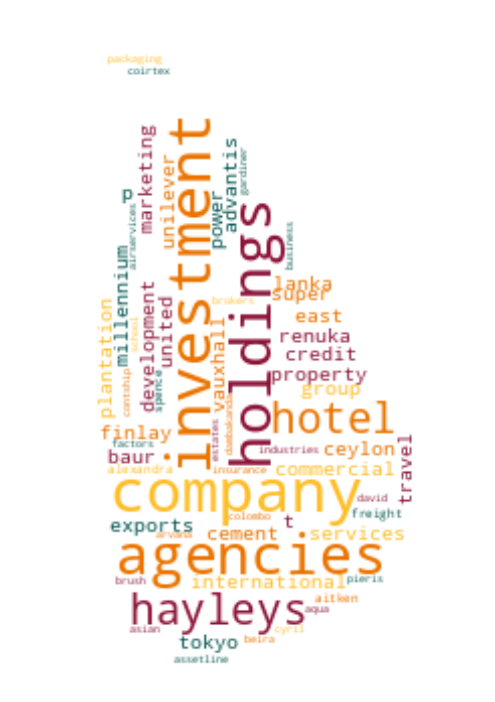 packaging
coirtex
investment
marketing
unilever
power
advantis
gardiner
p
airservices
holdings
business
millennium
lanka
super
plantation
school
development
united
brokers
east
renuka
credit
property
vauxhall
contship
spence
dambakanda
group
hotel
finlay
factors
baur
estates
industries
ceylon
travel
alexandra
insurance
commercial
company
david
freight
colombo
t
exports
arvana
cement
services
agencies
brush
international
pieris
hayleys
aitken
aqua
asian
cyril
tokyo
beira
assetline